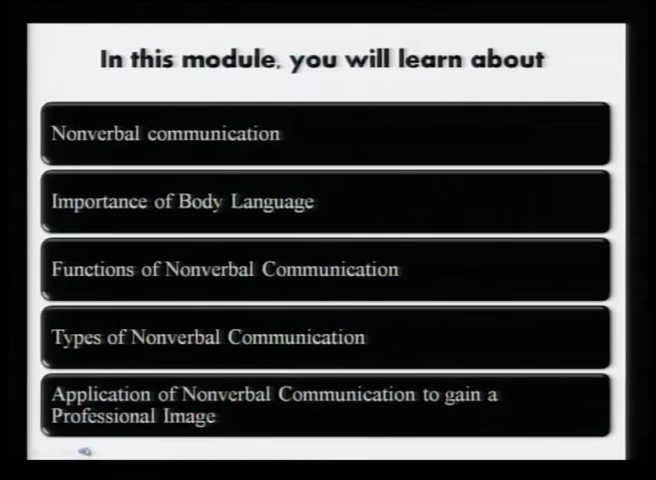 In this module, you will learn about
Nonverbal communication
Importance of Body Language
Functions of Nonverbal Communication
Types of Nonverbal Communication
Application of Nonverbal Communication to gain a
Professional Image